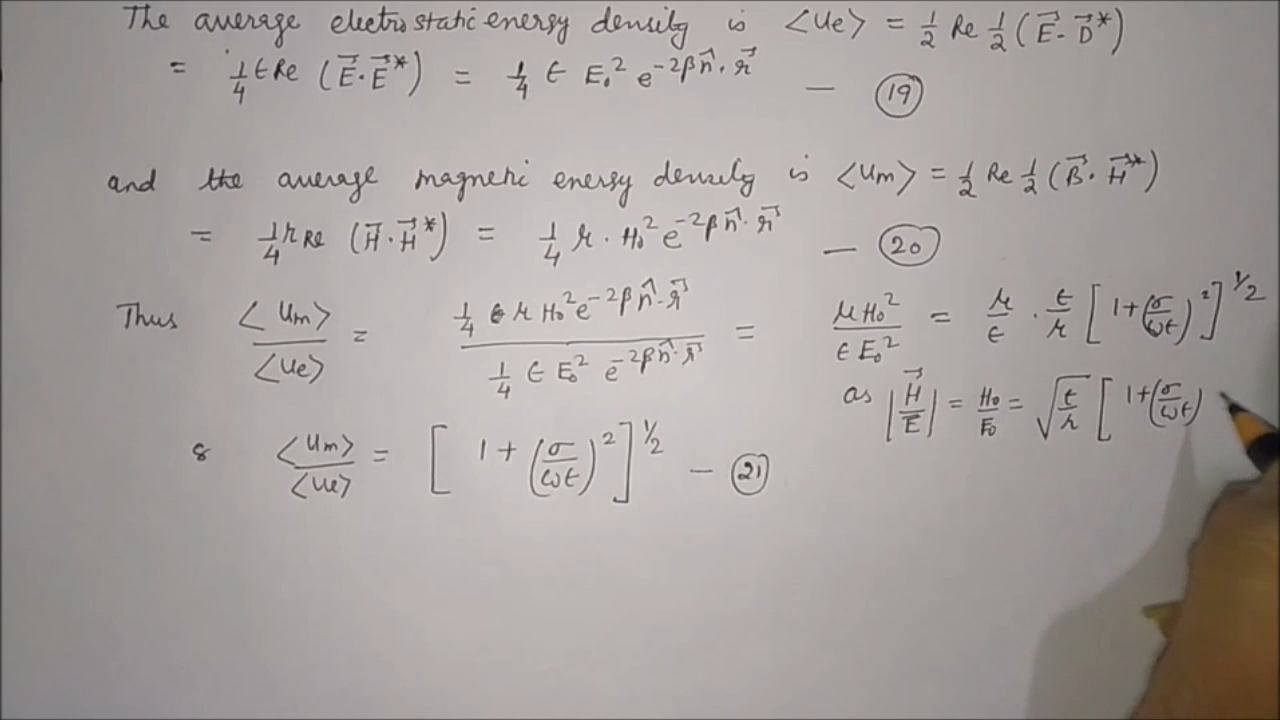 The average electrostatic energy density is <Ue> = 1/2 Re 1/2 (E⃗·D⃗*)
= 1/4 ϵ Re (E⃗·E⃗*) = 1/4 ϵ E₀² e^(-2β n̂·r⃗) — (19)
and the average magnetic energy density is <Um> = 1/2 Re 1/2 (B⃗·H⃗*)
= 1/4 μ Re (H⃗·H⃗*) = 1/4 μ·H₀² e^(-2β n̂·r⃗) — (20)
Thus <Um>/<Ue> = (1/4 μ H₀² e^(-2β n̂·r⃗))/(1/4 ϵ E₀² e^(-2β n̂·r⃗)) = μH₀²/ϵE₀² = μ/ϵ · ϵ/μ [1+(σ/ωϵ)²]^1/2
as |H⃗/E| = H₀/E₀ = √(ϵ/μ) [1+(σ/ωϵ)
& <Um>/<Ue> = [1+(σ/ωϵ)²]^1/2 — (21)